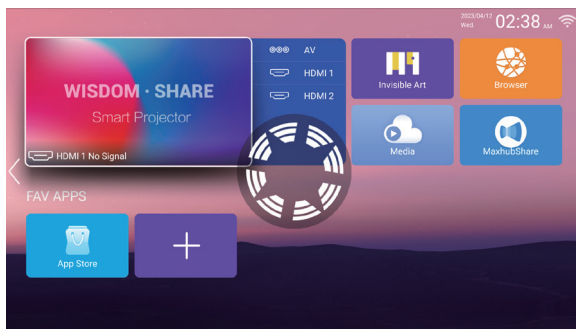 2023/04/12
Wed.
02:38 AM
WISDOM · SHARE
Smart Projector
HDMI 1 No Signal
AV
HDMI 1
HDMI 2
Invisible Art
Browser
Media
MaxhubShare
FAV APPS
App Store